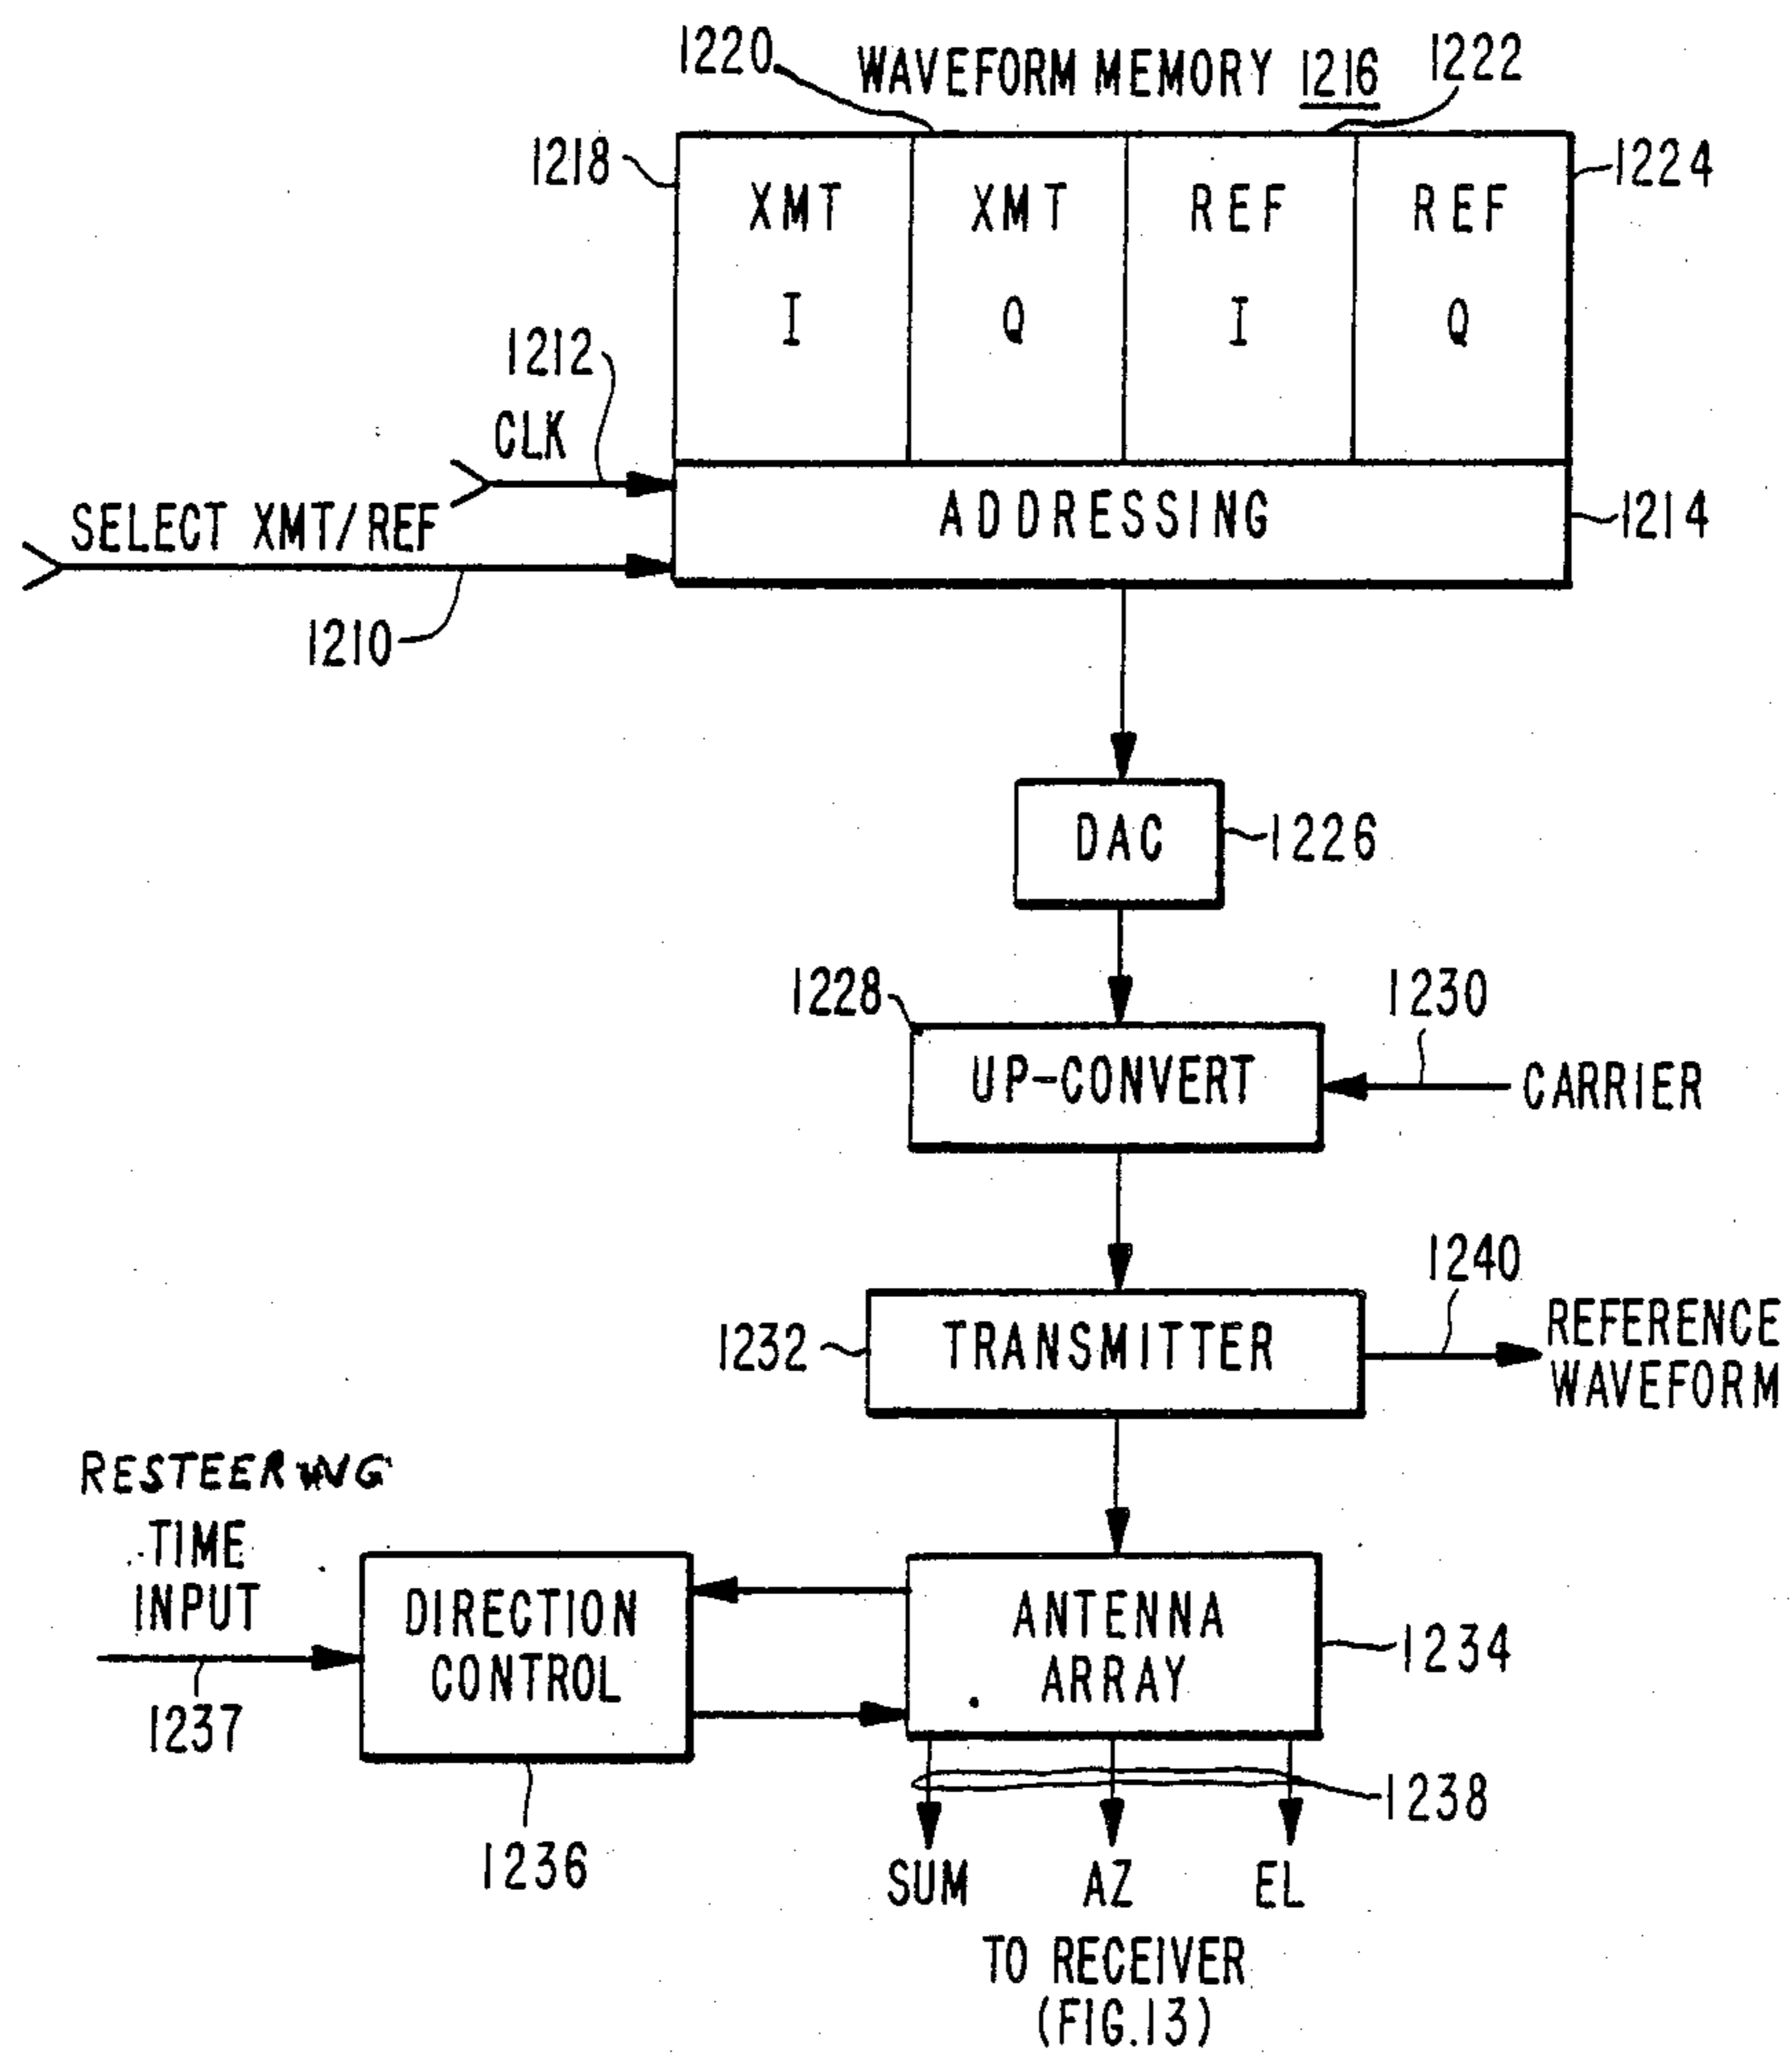 1220 WAVEFORM MEMORY 1216 1222
1218
1224
XMT XMT REF REF
I Q I Q
1212
CLK
SELECT XMT/REF
ADDRESSING
1214
1210
DAC
1226
1228
1230
UP-CONVERT
CARRIER
1240
1232
TRANSMITTER
REFERENCE
WAVEFORM
RESTEERING
TIME
INPUT
1237
DIRECTION
CONTROL
1236
ANTENNA
ARRAY
1234
1238
SUM AZ EL
TO RECEIVER
(FIG.13)